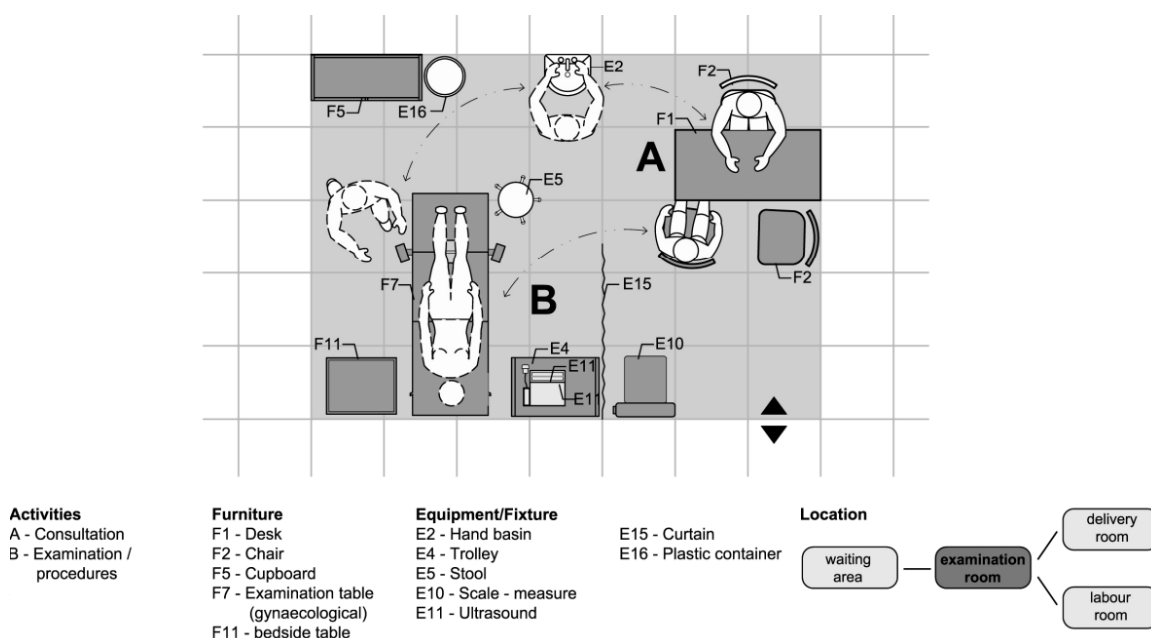 E2
F2
F5
E16
F1
A
E5
F7
B
E15
F2
F11
E4
E11
E11
E10
Activities
A - Consultation
B - Examination /
procedures
Furniture
F1 - Desk
F2 - Chair
F5 - Cupboard
F7 - Examination table
(gynaecological)
F11 - bedside table
Equipment/Fixture
E2 - Hand basin
E4 - Trolley
E5 - Stool
E10 - Scale - measure
E11 - Ultrasound
E15 - Curtain
E16 - Plastic container
Location
waiting
area
examination
room
delivery
room
labour
room